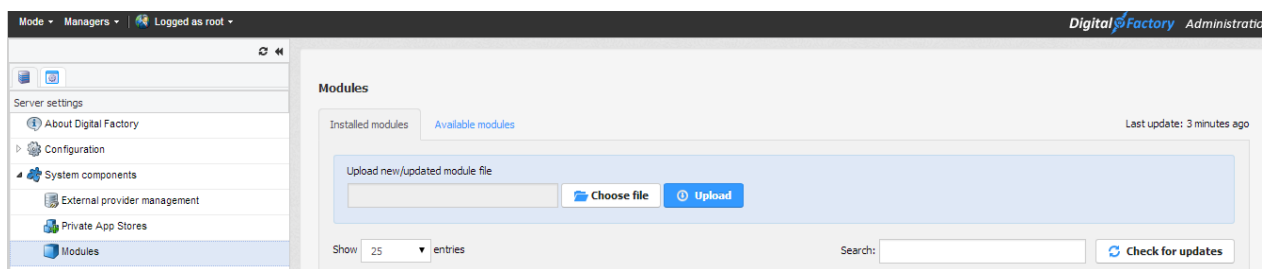 Mode Managers Logged as root
Digital Factory Administratio
Server settings
About Digital Factory
Configuration
System components
External provider management
Private App Stores
Modules
Modules
Installed modules Available modules Last update: 3 minutes ago
Upload new/updated module file
Choose file Upload
Show 25 entries Search: Check for updates